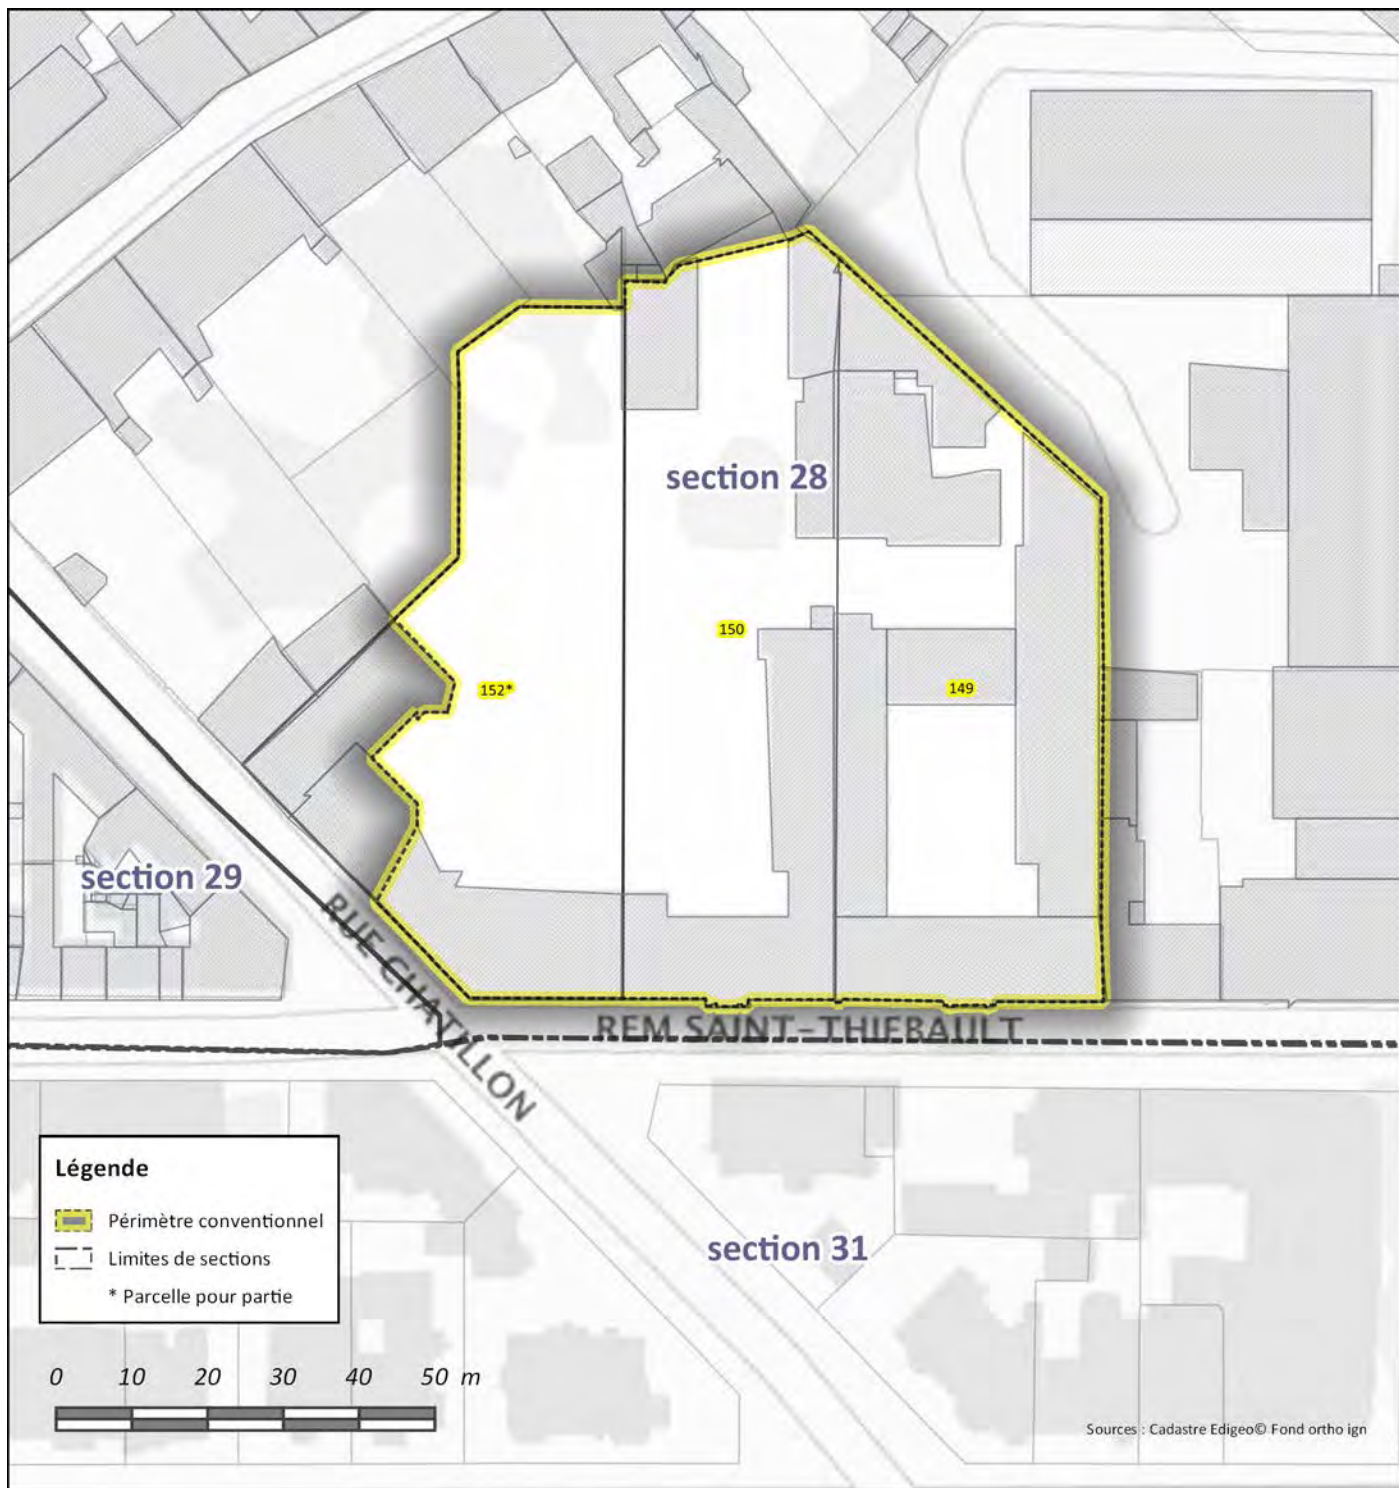 section 28
150
152*
149
section 29
RUE CHATILLON
REM SAINT-THIEBAULT
section 31
Légende
Périmètre conventionnel
Limites de sections
* Parcelle pour partie
0 10 20 30 40 50 m
Sources : Cadastre Edigeo© Fond ortho ign